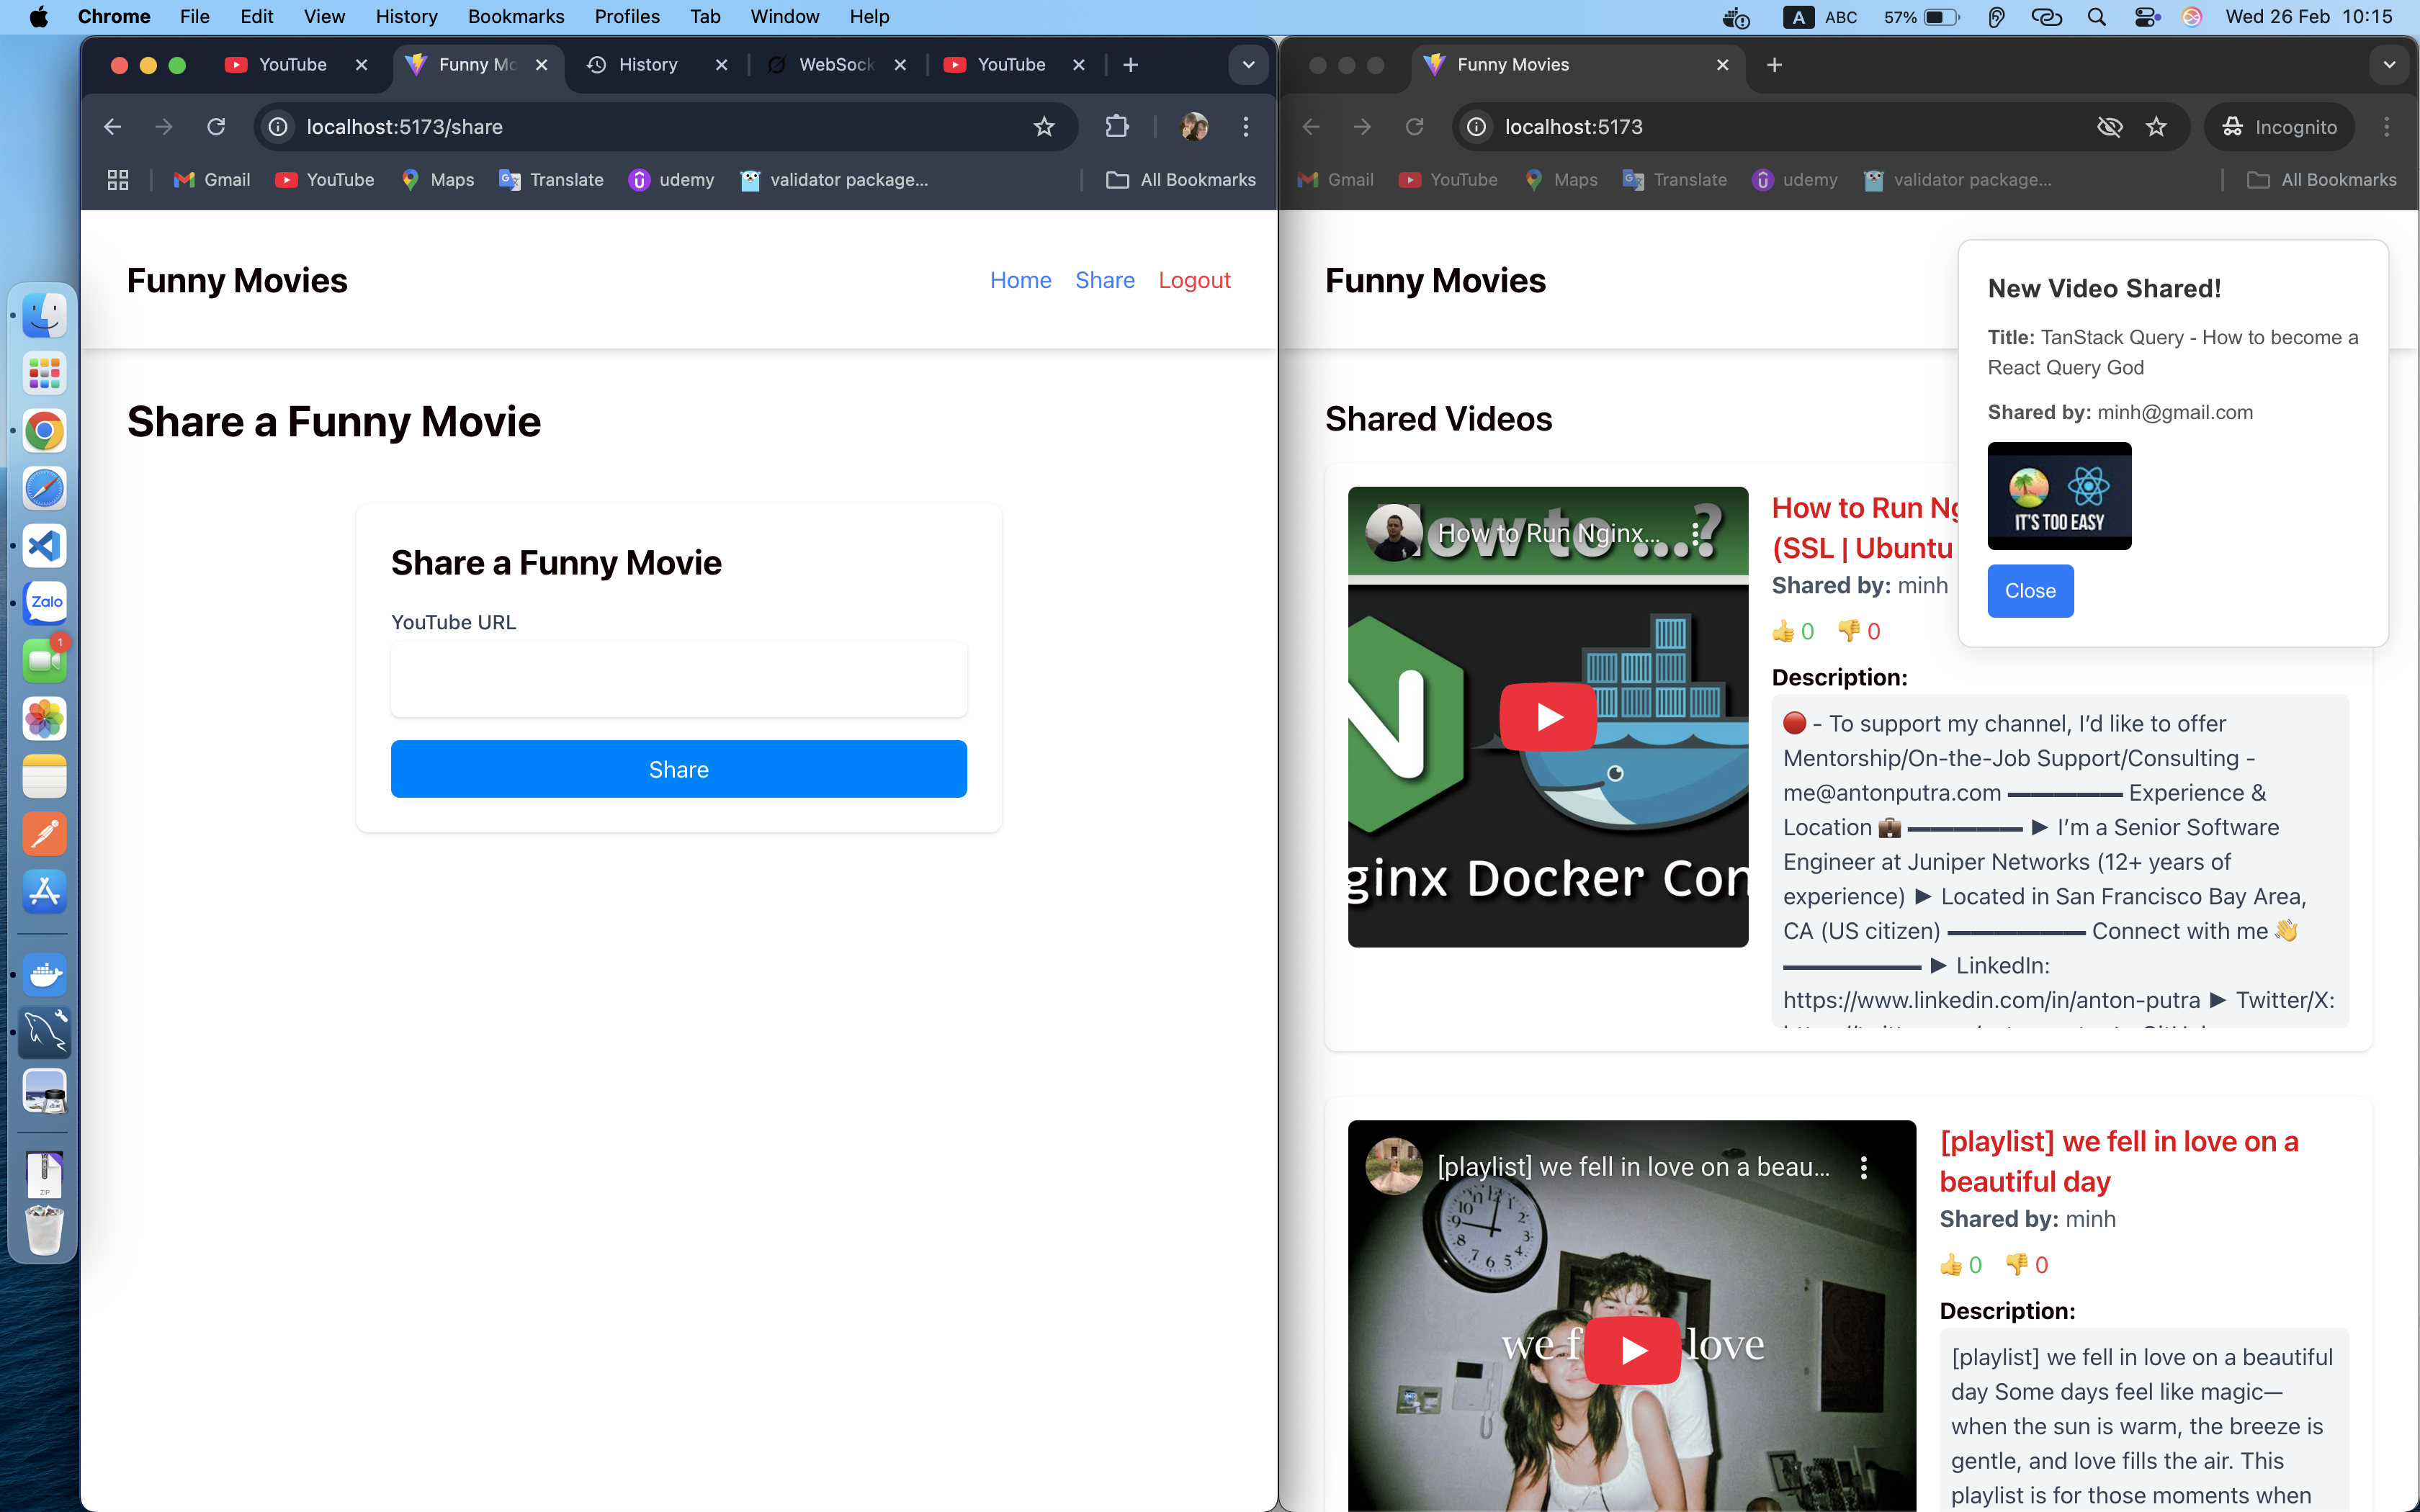 Chrome File Edit View History Bookmarks Profiles Tab Window Help
A ABC 57% Wed 26 Feb 10:15
YouTube
Funny Mo
History
WebSock
YouTube
localhost:5173/share
Gmail YouTube Maps Translate udemy validator package... All Bookmarks
Funny Movies
Home Share Logout
Share a Funny Movie
Share a Funny Movie
YouTube URL
Share
Zalo
1
ZIP
Funny Movies
localhost:5173
Incognito
Gmail YouTube Maps Translate udemy validator package... All Bookmarks
Funny Movies
New Video Shared!
Title: TanStack Query - How to become a
React Query God
Shared by: minh@gmail.com
IT'S TOO EASY
Close
Shared Videos
How to ...?
How to Run Nginx...
ginx Docker Con
How to Run Ng
(SSL | Ubuntu
Shared by: minh
👍 0 👎 0
Description:
🔴 - To support my channel, I'd like to offer
Mentorship/On-the-Job Support/Consulting -
me@antonputra.com ▬▬▬▬▬ Experience &
Location 💼 ▬▬▬▬▬ ► I'm a Senior Software
Engineer at Juniper Networks (12+ years of
experience) ► Located in San Francisco Bay Area,
CA (US citizen) ▬▬▬▬▬▬ Connect with me 👋
▬▬▬▬▬▬ ► LinkedIn:
https://www.linkedin.com/in/anton-putra ► Twitter/X:
[playlist] we fell in love on a beau...
we f love
[playlist] we fell in love on a
beautiful day
Shared by: minh
👍 0 👎 0
Description:
[playlist] we fell in love on a beautiful
day Some days feel like magic—
when the sun is warm, the breeze is
gentle, and love fills the air. This
playlist is for those moments when